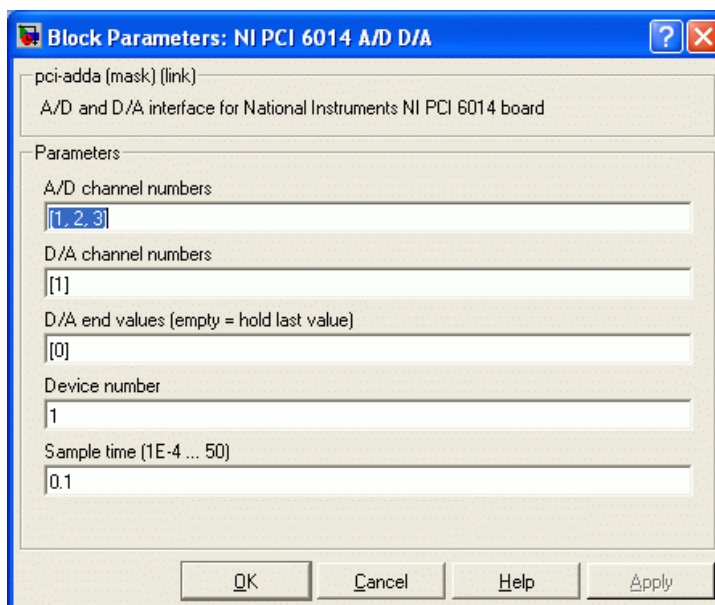 Block Parameters: NI PCI 6014 A/D D/A
pci-adda (mask) (link)
A/D and D/A interface for National Instruments NI PCI 6014 board
Parameters
A/D channel numbers
[1, 2, 3]
D/A channel numbers
[1]
D/A end values (empty = hold last value)
[0]
Device number
1
Sample time (1E-4 ... 50)
0.1
OK Cancel Help Apply